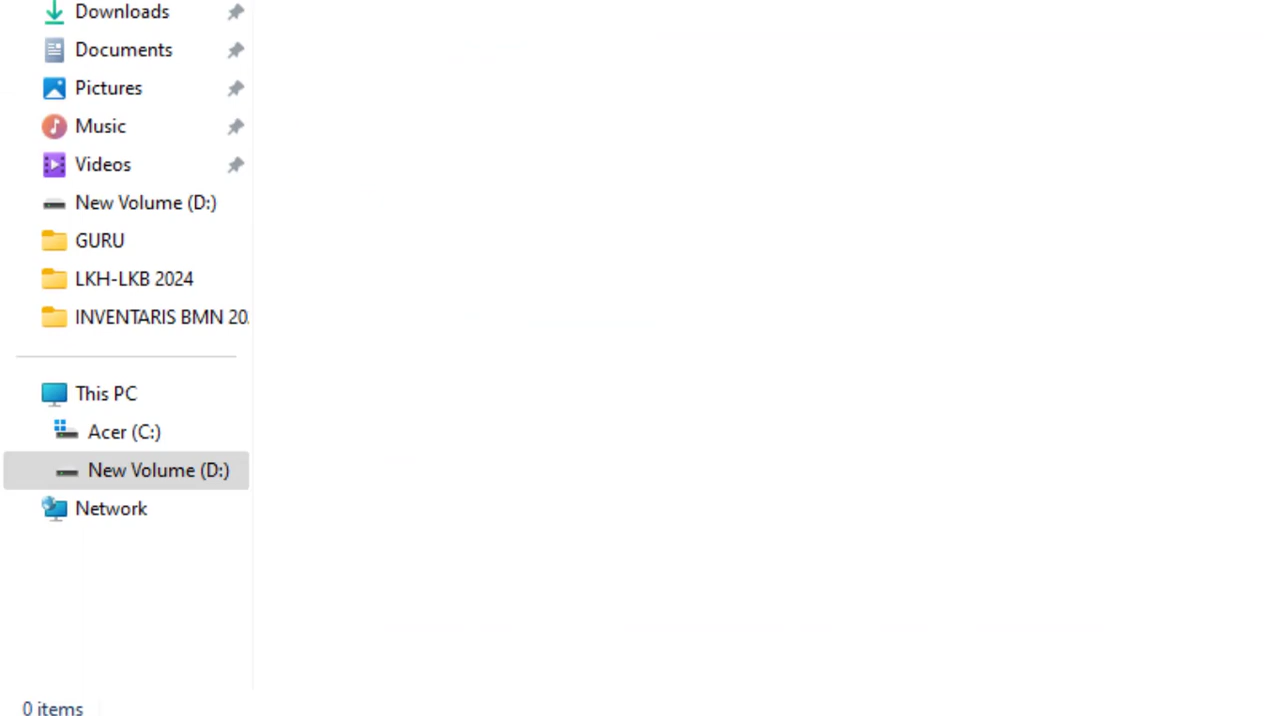 Downloads
Documents
Pictures
Music
Videos
New Volume (D:)
GURU
LKH-LKB 2024
INVENTARIS BMN 20
This PC
Acer (C:)
New Volume (D:)
Network
0 items